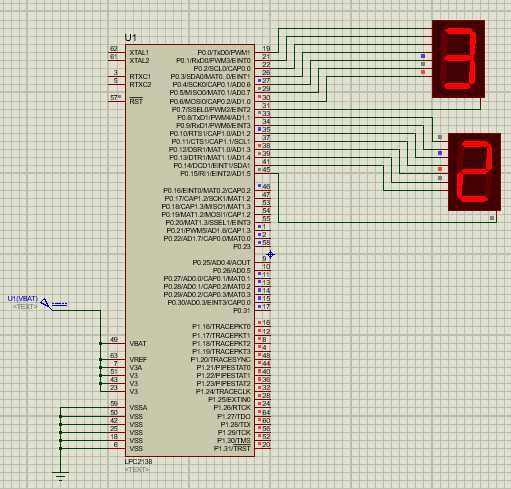 U1
62 XTAL1 P0.0/TxD0/PWM1 19
61 XTAL2 P0.1/RxD0/PWM3/EINT0 21
P0.2/SCL0/CAP0.0 22
3 RTXC1 P0.3/SDA0/MAT0.0/EINT1 26
5 RTXC2 P0.4/SCK0/CAP0.1/AD0.6 27
P0.5/MISO0/MAT0.1/AD0.7 29
57 RST P0.6/MOSI0/CAP0.2/AD1.0 30
P0.7/SSEL0/PWM2/EINT2 31
P0.8/TxD1/PWM4/AD1.1 33
P0.9/RxD1/PWM6/EINT3 34
P0.10/RTS1/CAP1.0/AD1.2 35
P0.11/CTS1/CAP1.1/SCL1 37
P0.12/DSR1/MAT1.0/AD1.3 38
P0.13/DTR1/MAT1.1/AD1.4 39
P0.14/DCD1/EINT1/SDA1 41
P0.15/RI1/EINT2/AD1.5 45
P0.16/EINT0/MAT0.2/CAP0.2 46
P0.17/CAP1.2/SCK1/MAT1.2 47
P0.18/CAP1.3/MISO1/MAT1.3 53
P0.19/MAT1.2/MOSI1/CAP1.2 54
P0.20/MAT1.3/SSEL1/EINT3 55
P0.21/PWM5/AD1.6/CAP1.3 1
P0.22/AD1.7/CAP0.0/MAT0.0 2
P0.23 58
P0.25/AD0.4/AOUT 9
P0.26/AD0.5 10
P0.27/AD0.0/CAP0.1/MAT0.1 11
P0.28/AD0.1/CAP0.2/MAT0.2 13
P0.29/AD0.2/CAP0.3/MAT0.3 14
U1(VBAT) P0.30/AD0.3/EINT3/CAP0.0 15
<TEXT> P0.31 17
P1.16/TRACEPKT0 16
P1.17/TRACEPKT1 12
49 VBAT P1.18/TRACEPKT2 8
P1.19/TRACEPKT3 4
63 VREF P1.20/TRACESYNC 48
7 V3A P1.21/PIPESTAT0 44
51 V3 P1.22/PIPESTAT1 40
43 V3 P1.23/PIPESTAT2 36
23 V3 P1.24/TRACECLK 32
P1.25/EXTIN0 28
59 VSSA P1.26/RTCK 24
50 VSS P1.27/TDO 64
42 VSS P1.28/TDI 60
25 VSS P1.29/TCK 56
18 VSS P1.30/TMS 52
6 VSS P1.31/TRST 20
LPC2138
<TEXT>
3
2